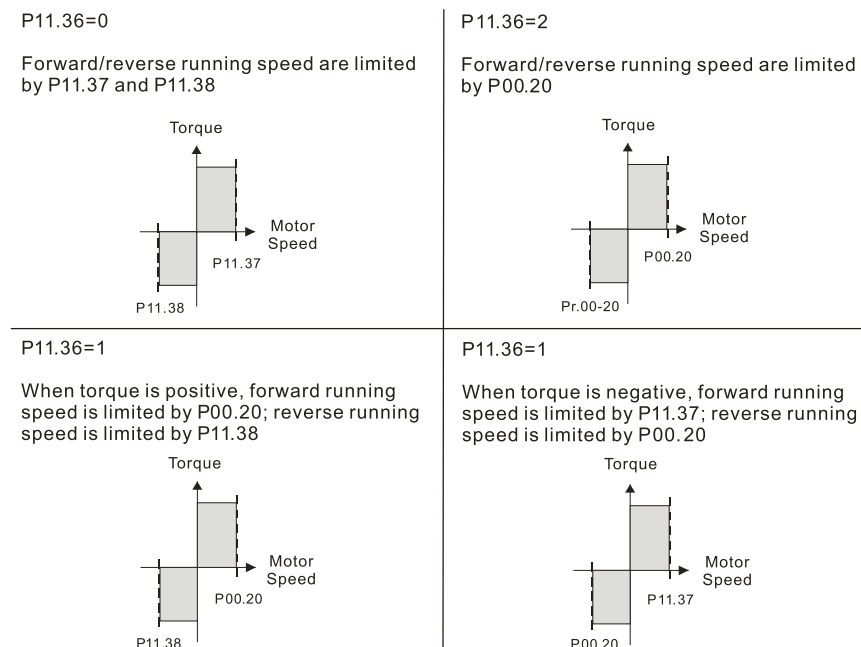 P11.36=0
Forward/reverse running speed are limited
by P11.37 and P11.38
Torque
Motor
Speed
P11.37
P11.38
P11.36=2
Forward/reverse running speed are limited
by P00.20
Torque
Motor
Speed
P00.20
Pr.00-20
P11.36=1
When torque is positive, forward running
speed is limited by P00.20; reverse running
speed is limited by P11.38
Torque
Motor
Speed
P00.20
P11.38
P11.36=1
When torque is negative, forward running
speed is limited by P11.37; reverse running
speed is limited by P00.20
Torque
Motor
Speed
P11.37
P00.20